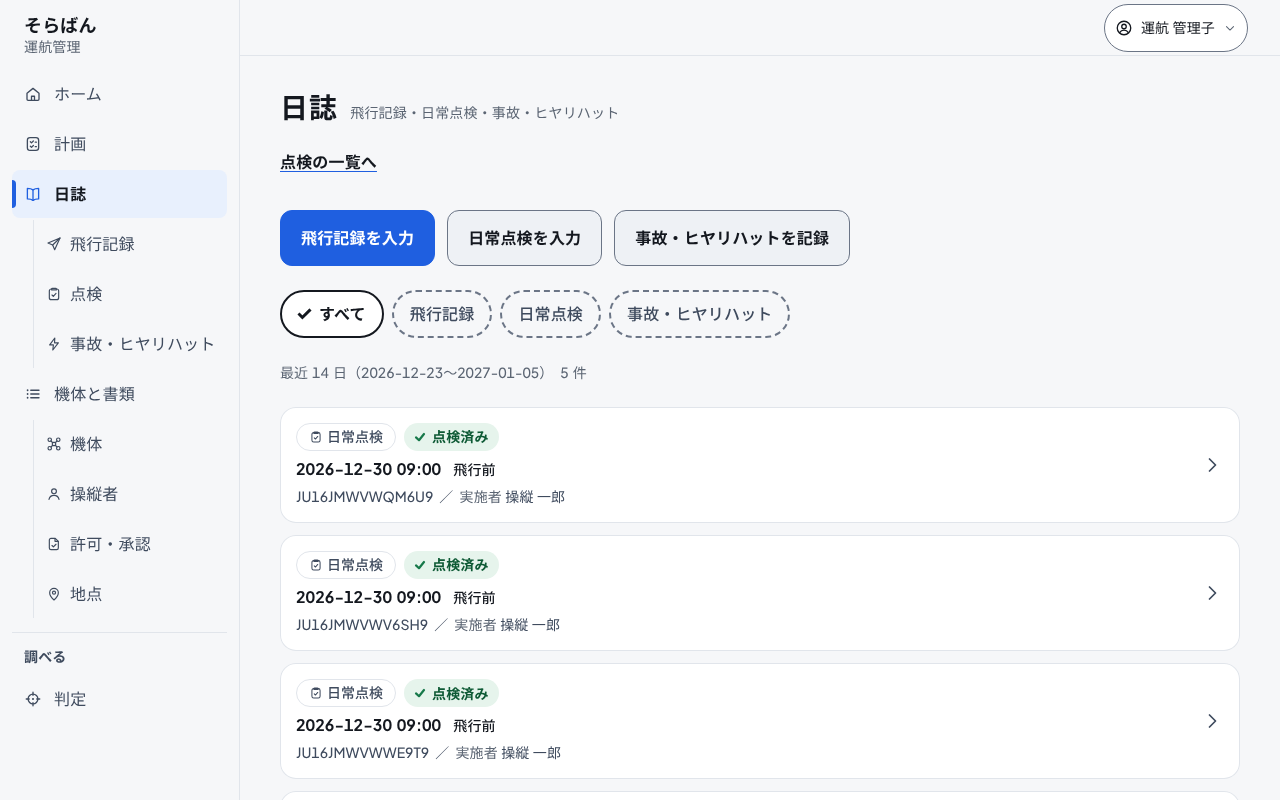 そらばん
運航管理
運航 管理子
ホーム
計画
日誌
飛行記録
点検
事故・ヒヤリハット
機体と書類
機体
操縦者
許可・承認
地点
調べる
判定
日誌 飛行記録・日常点検・事故・ヒヤリハット
点検の一覧へ
飛行記録を入力 日常点検を入力 事故・ヒヤリハットを記録
すべて 飛行記録 日常点検 事故・ヒヤリハット
最近 14 日（2026-12-23〜2027-01-05） 5 件
日常点検 点検済み
2026-12-30 09:00 飛行前
JU16JMWVWQM6U9 ／ 実施者 操縦 一郎
日常点検 点検済み
2026-12-30 09:00 飛行前
JU16JMWVWV6SH9 ／ 実施者 操縦 一郎
日常点検 点検済み
2026-12-30 09:00 飛行前
JU16JMWVWWE9T9 ／ 実施者 操縦 一郎